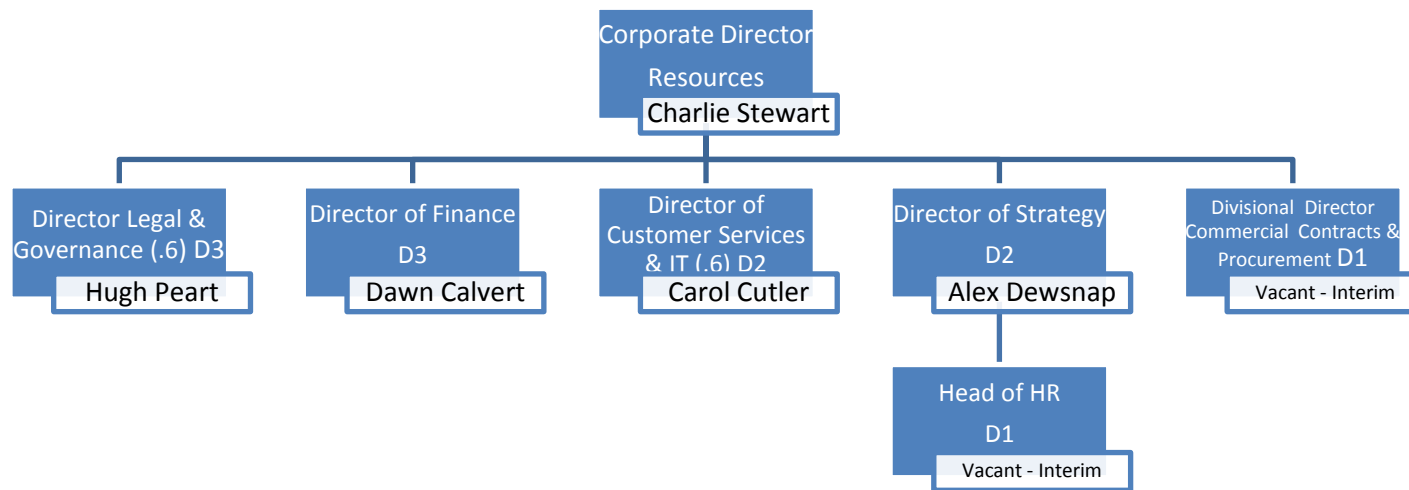 Corporate Director
Resources
Charlie Stewart
Director Legal &
Governance (.6) D3
Hugh Peart
Director of Finance
D3
Dawn Calvert
Director of
Customer Services
& IT (.6) D2
Carol Cutler
Director of Strategy
D2
Alex Dewsnap
Divisional Director
Commercial Contracts &
Procurement D1
Vacant - Interim
Head of HR
D1
Vacant - Interim